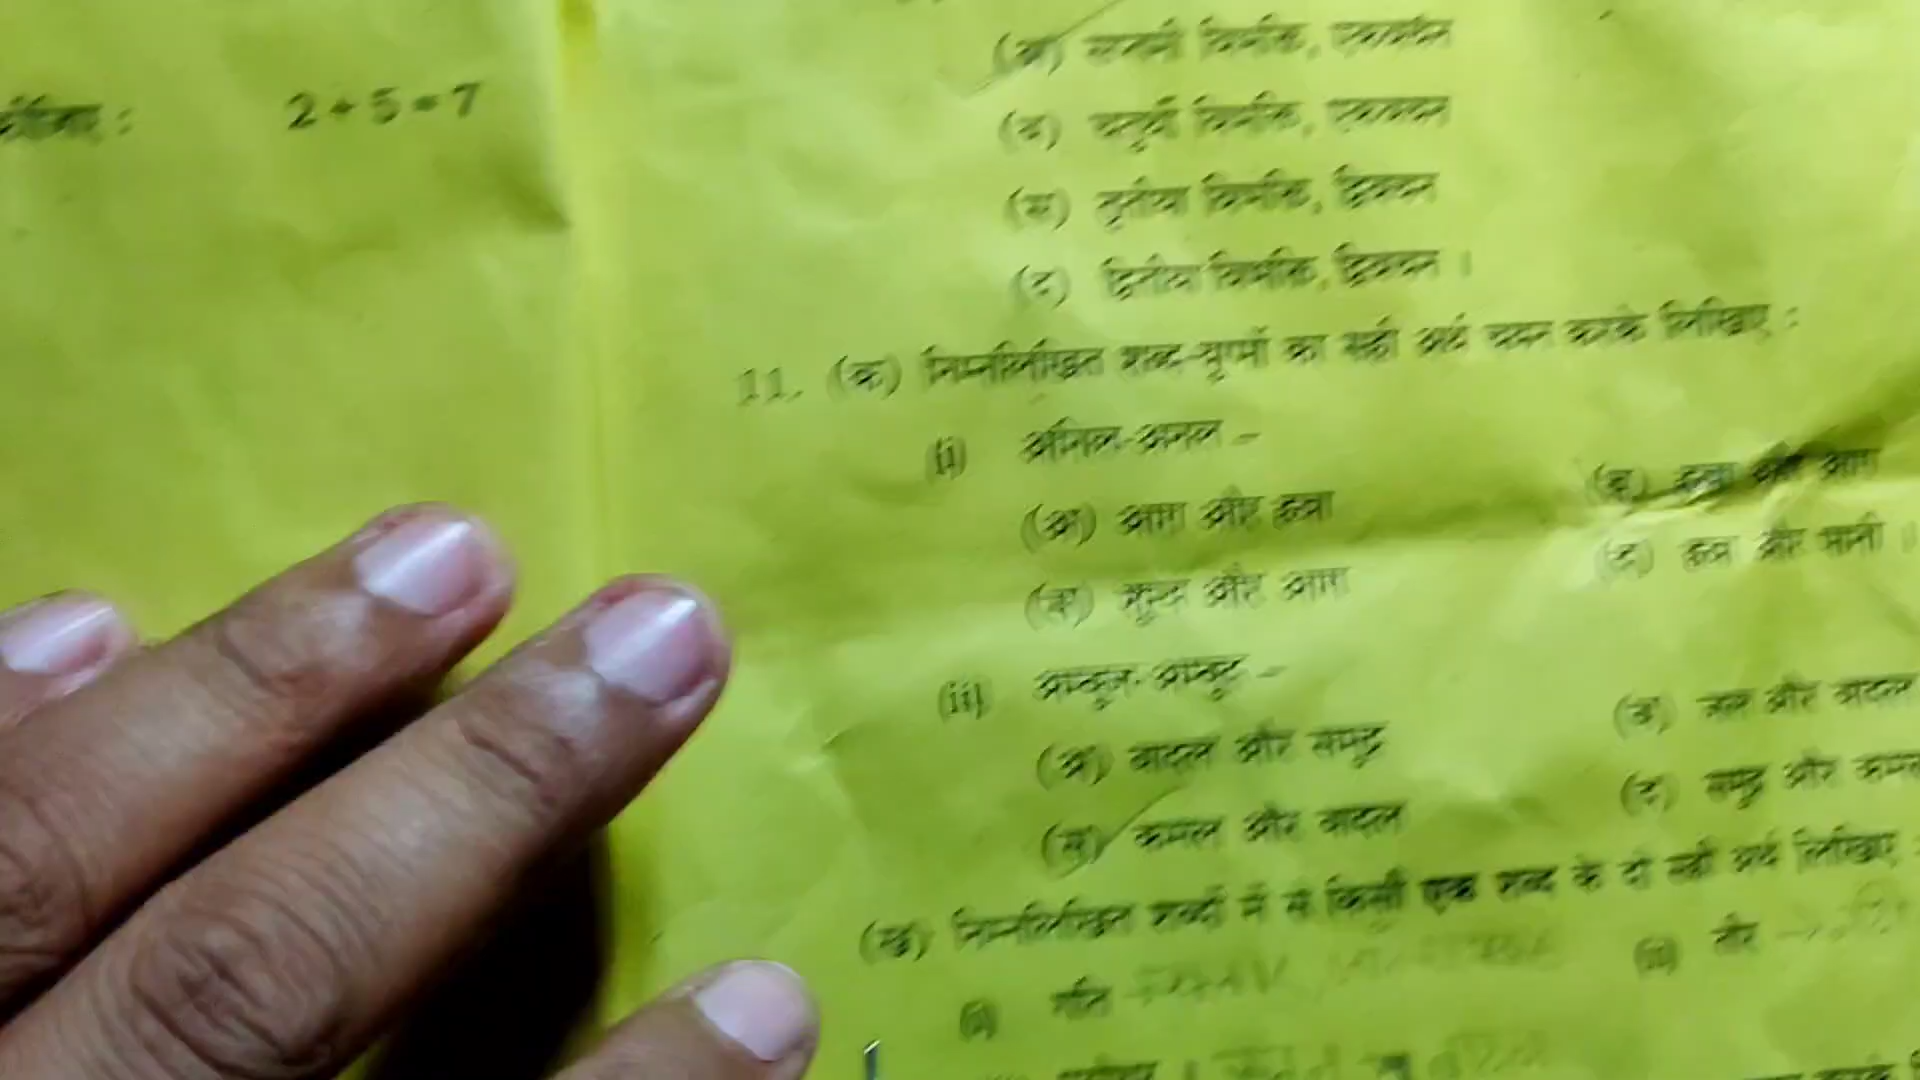 2 + 5 = 7
(अ) सप्तमी विभक्ति, एकवचन
(ब) चतुर्थी विभक्ति, एकवचन
(स) तृतीया विभक्ति, द्विवचन
(द) द्वितीया विभक्ति, द्विवचन ।
11. (क) निम्नलिखित शब्द-युग्मों का सही अर्थ चयन करके लिखिए :
(i) अनिल-अनल –
(अ) आग और हवा (ब) हवा और आग
(स) और आग (द) हवा और पानी ।
(ii) अम्बुज-अम्बुद –
(अ) बादल और समुद्र (ब) जल और बादल
(स) कमल और बादल (द) समुद्र और
(ख) निम्नलिखित शब्दों में से किसी एक शब्द के दो सही अर्थ लिखिए :
(i) गति (ii) तीर